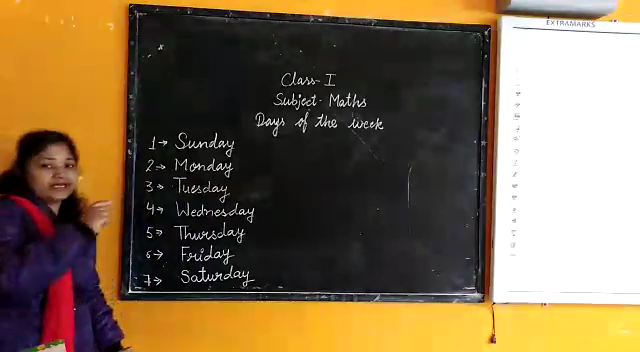 EXTRAMARKS
Class-I
Subject- Maths
Days of the week
1→ Sunday
2→ Monday
3→ Tuesday
4→ Wednesday
5→ Thursday
6→ Friday
7→ Saturday